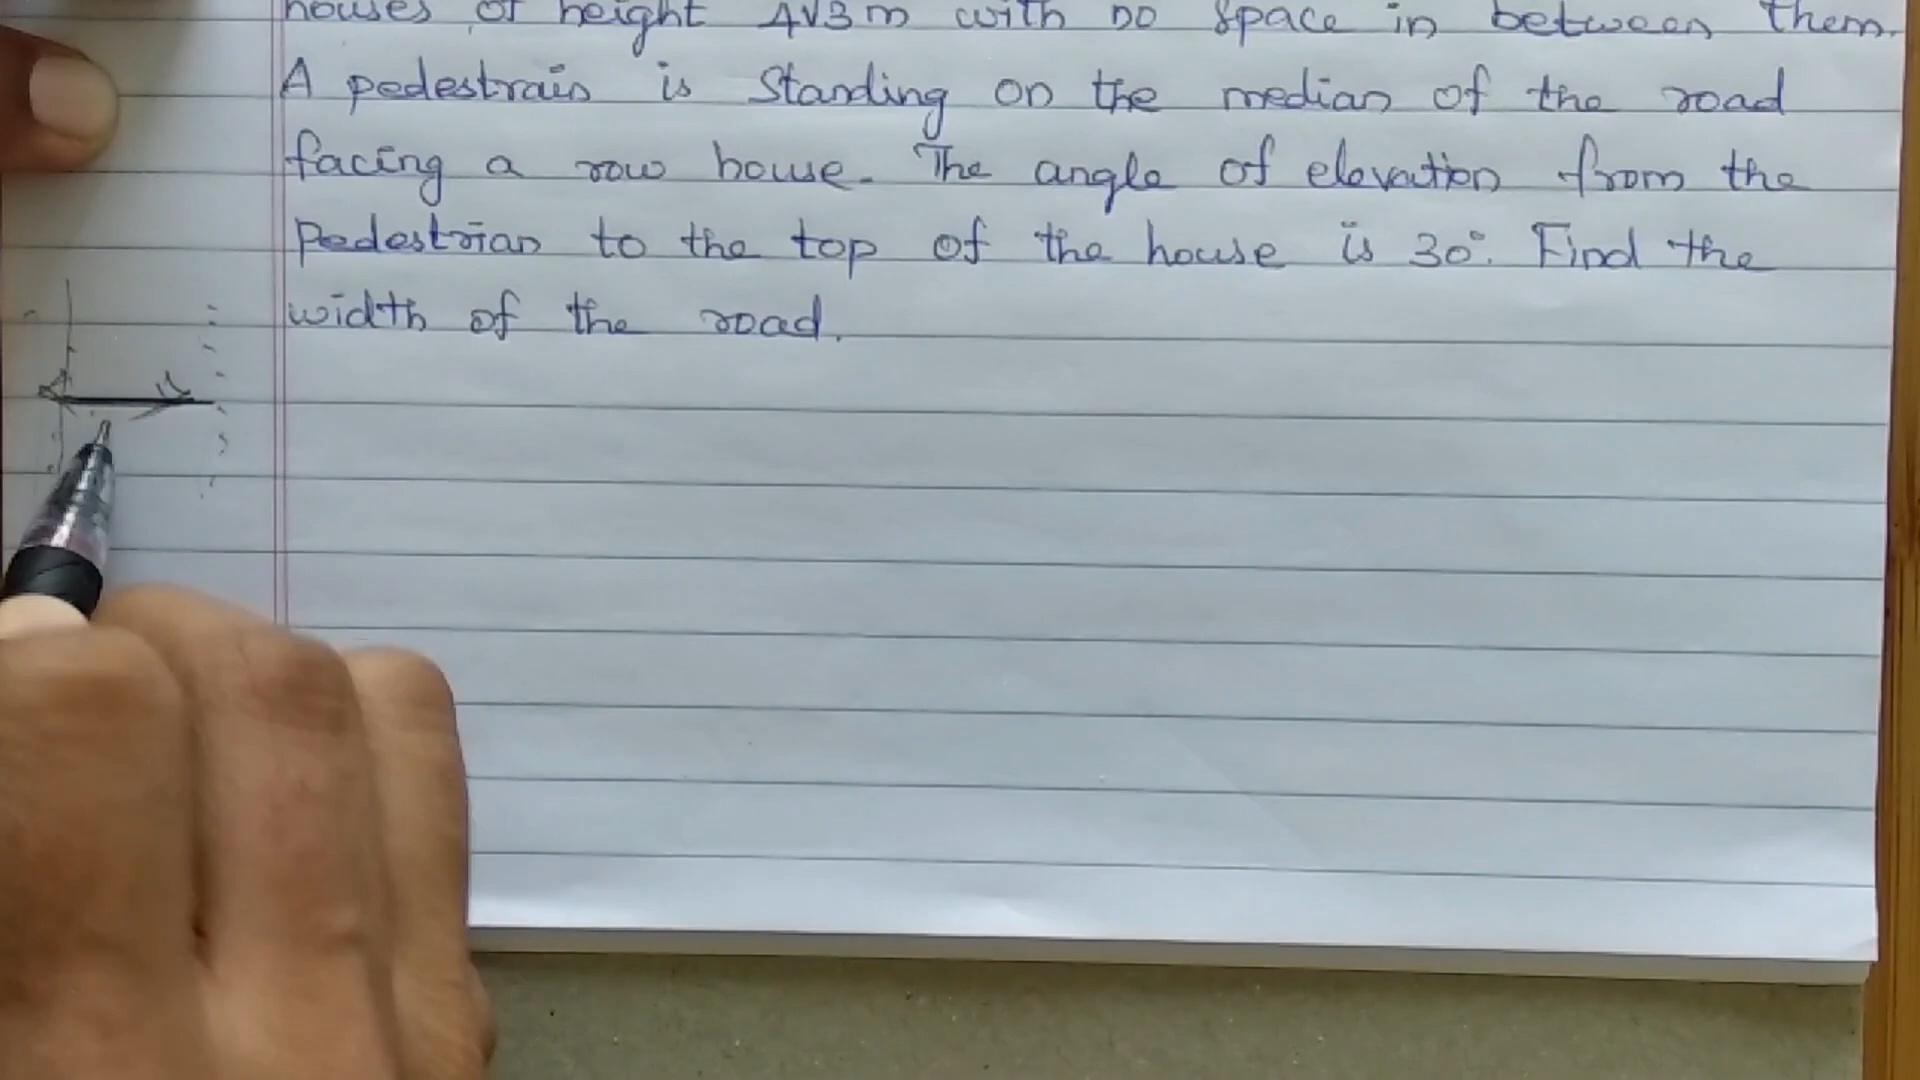 houses of height 4√3 m with no space in between them.
A pedestrain is standing on the median of the road
facing a row house. The angle of elevation from the
Pedestrian to the top of the house is 30°. Find the
width of the road.